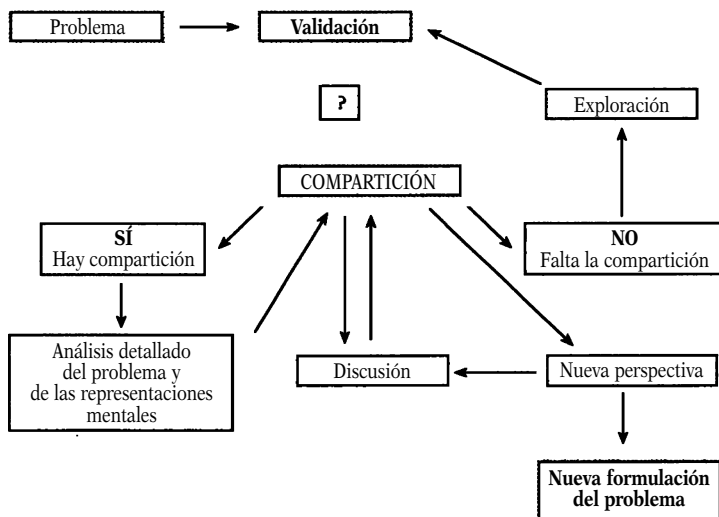 Problema
Validación
?
Exploración
COMPARTICIÓN
SÍ
Hay compartición
NO
Falta la compartición
Análisis detallado
del problema y
de las representaciones
mentales
Discusión
Nueva perspectiva
Nueva formulación
del problema